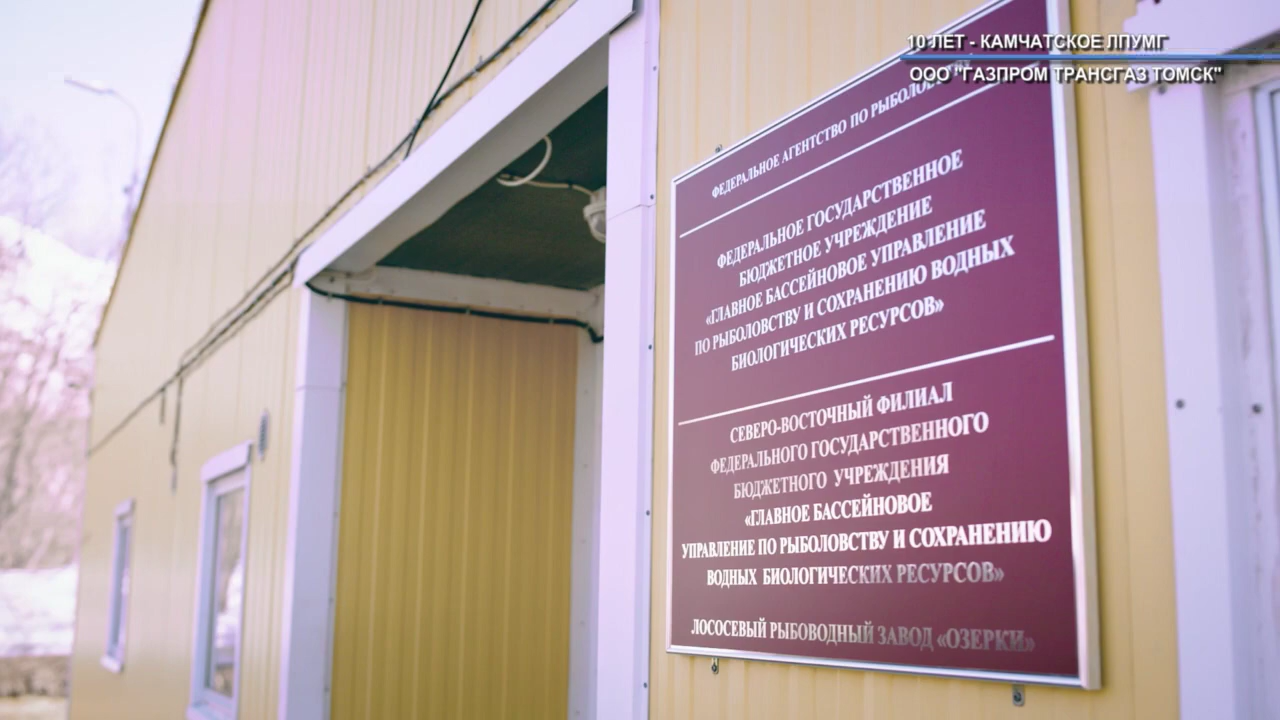 10 ЛЕТ - КАМЧАТСКОЕ ЛПУМГ
ООО "ГАЗПРОМ ТРАНСГАЗ ТОМСК"
ФЕДЕРАЛЬНОЕ АГЕНТСТВО ПО
ФЕДЕРАЛЬНОЕ ГОСУДАРСТВЕННОЕ
БЮДЖЕТНОЕ УЧРЕЖДЕНИЕ
«ГЛАВНОЕ БАССЕЙНОВОЕ УПРАВЛЕНИЕ
ПО РЫБОЛОВСТВУ И СОХРАНЕНИЮ ВОДНЫХ
БИОЛОГИЧЕСКИХ РЕСУРСОВ»
СЕВЕРО-ВОСТОЧНЫЙ ФИЛИАЛ
ФЕДЕРАЛЬНОГО ГОСУДАРСТВЕННОГО
БЮДЖЕТНОГО УЧРЕЖДЕНИЯ
«ГЛАВНОЕ БАССЕЙНОВОЕ
УПРАВЛЕНИЕ ПО РЫБОЛОВСТВУ И СОХРАНЕНИЮ
ВОДНЫХ БИОЛОГИЧЕСКИХ РЕСУРСОВ»
ЛОСОСЕВЫЙ РЫБОВОДНЫЙ ЗАВОД «ОЗЕРКИ»